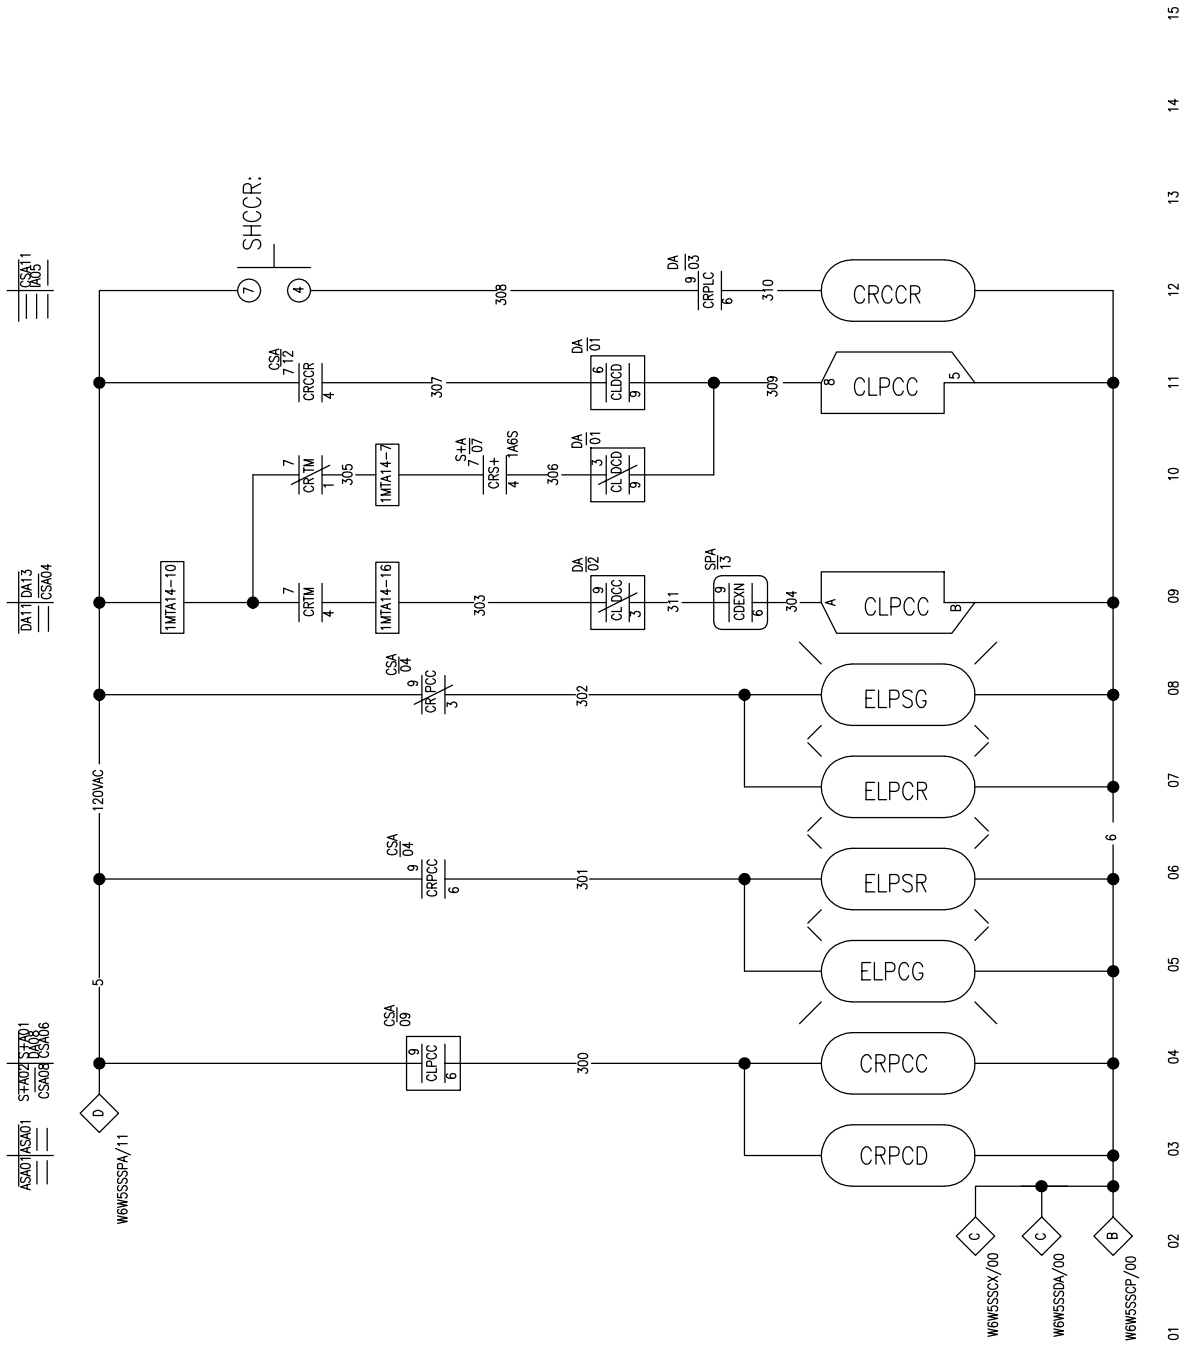 15
14
13
12
11
10
09
08
07
06
05
04
03
02
01
CSA11
IA05
SHCCR:
7
4
308
DA
03
9
CRPLC
6
310
CRCCR
CSA
12
7
CRCCR
4
307
DA
01
6
CLDCD
9
309
8
CLPCC
5
7
CRTM
1
305
1MTA14-7
S+A
07
7
CRS+
4
1A6S
306
DA
01
3
CLDCD
9
DA11 DA13
CSA04
1MTA14-10
7
CRTM
4
1MTA14-16
303
DA
02
9
CLDCC
3
311
SPA
13
9
CDEXN
6
304
A
CLPCC
B
CSA
04
9
CRPCC
3
302
ELPSG
120VAC
ELPCR
6
CSA
04
9
CRPCC
6
301
ELPSR
5
ELPCG
S+A02 S+A01
DA08
CSA08 CSA06
CSA
09
9
CLPCC
6
300
CRPCC
D
W6W5SSSPA/11
ASA01 ASA01
CRPCD
C
W6W5SSCX/00
C
W6W5SSDA/00
B
W6W5SSCP/00